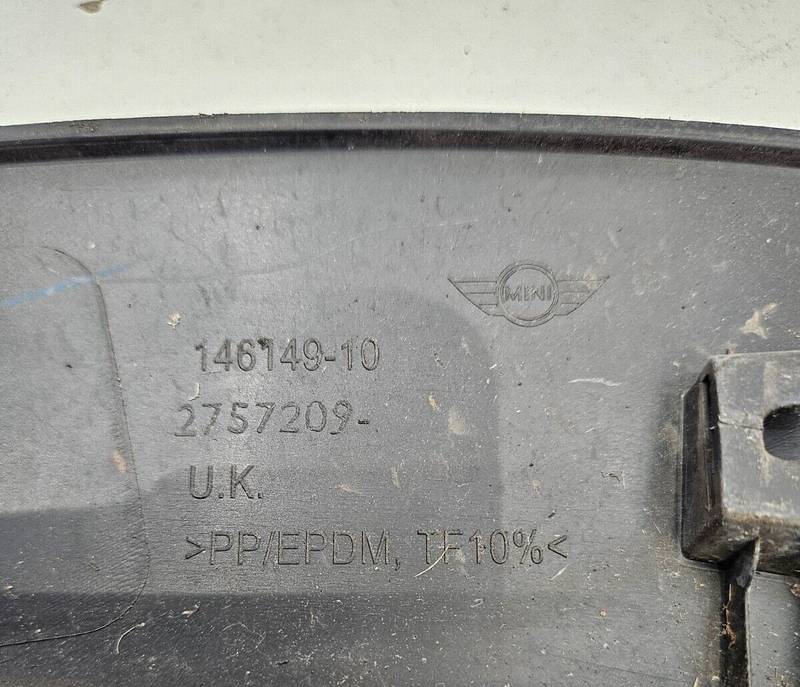 MINI
146149-10
2757209-
U.K.
>PP/EPDM, TF10%<